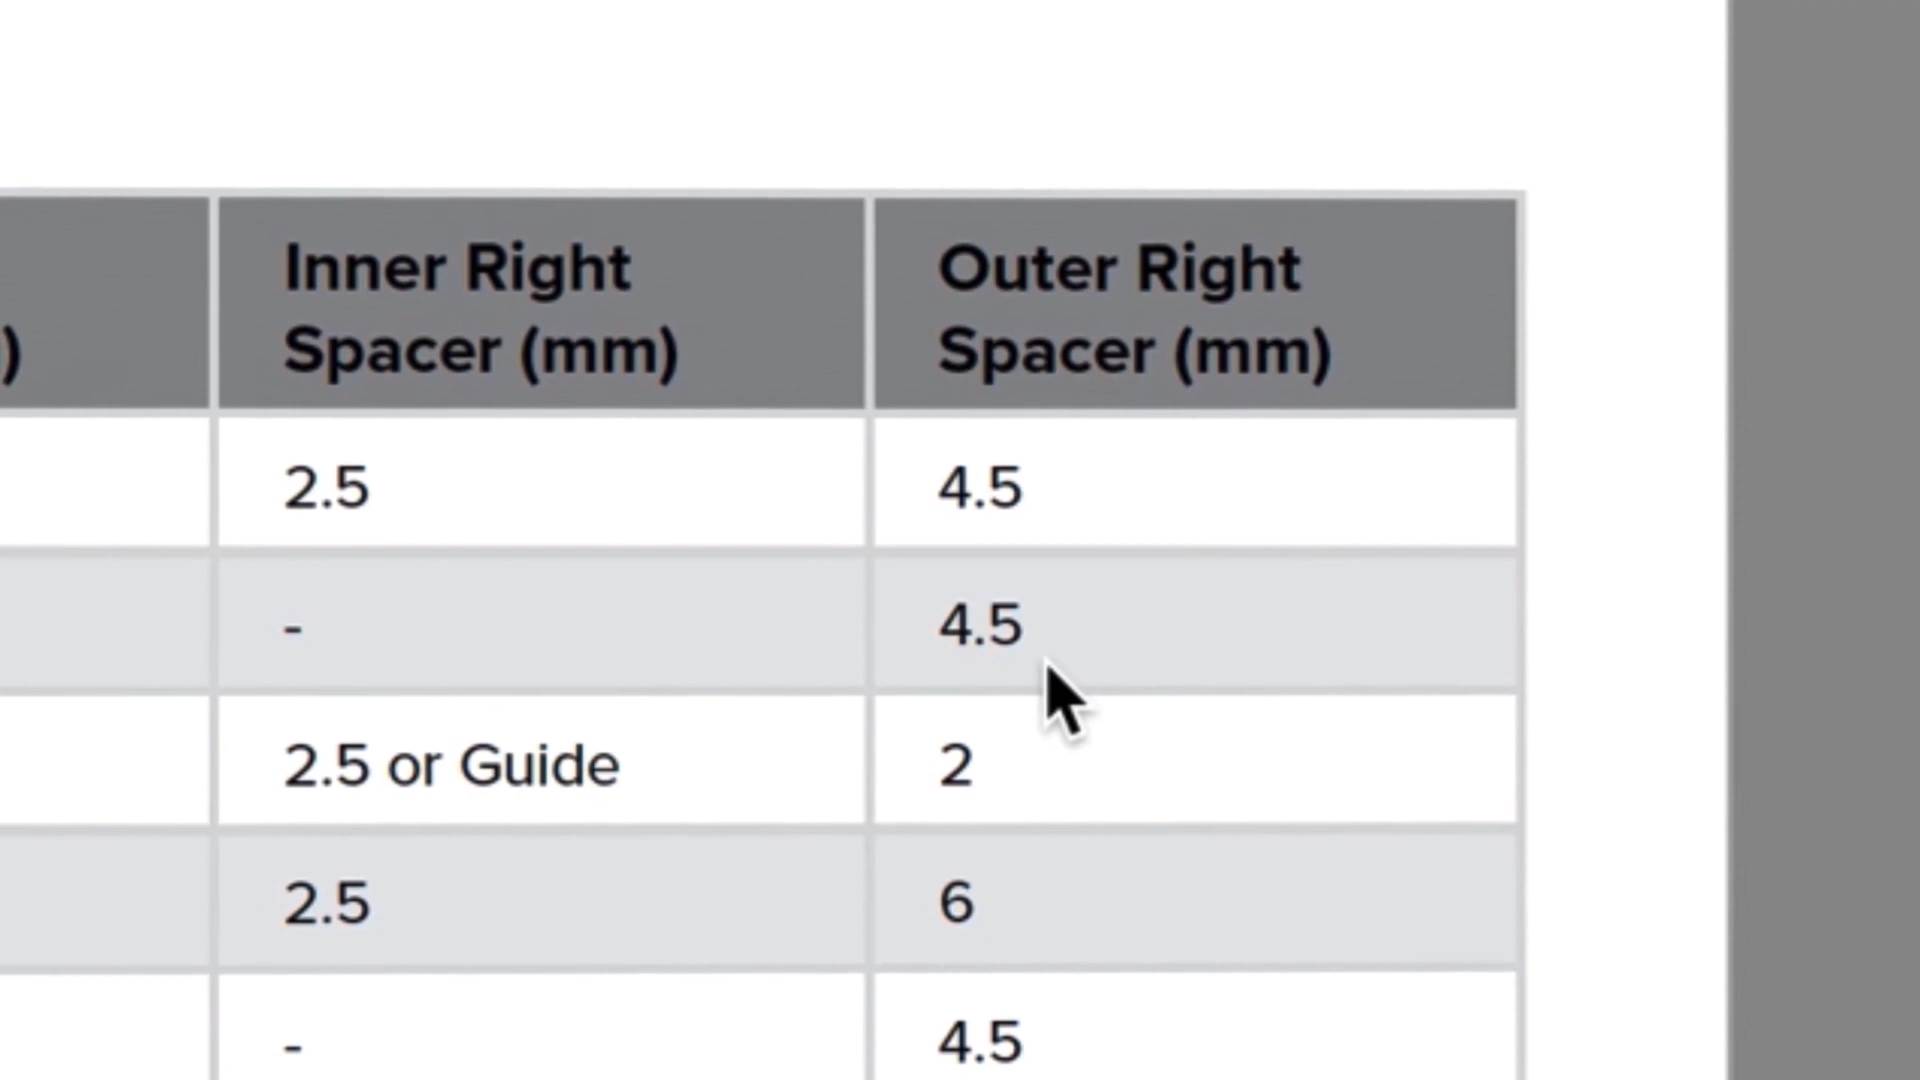 Inner Right Outer Right
) Spacer (mm) Spacer (mm)
2.5 4.5
- 4.5
2.5 or Guide 2
2.5 6
- 4.5